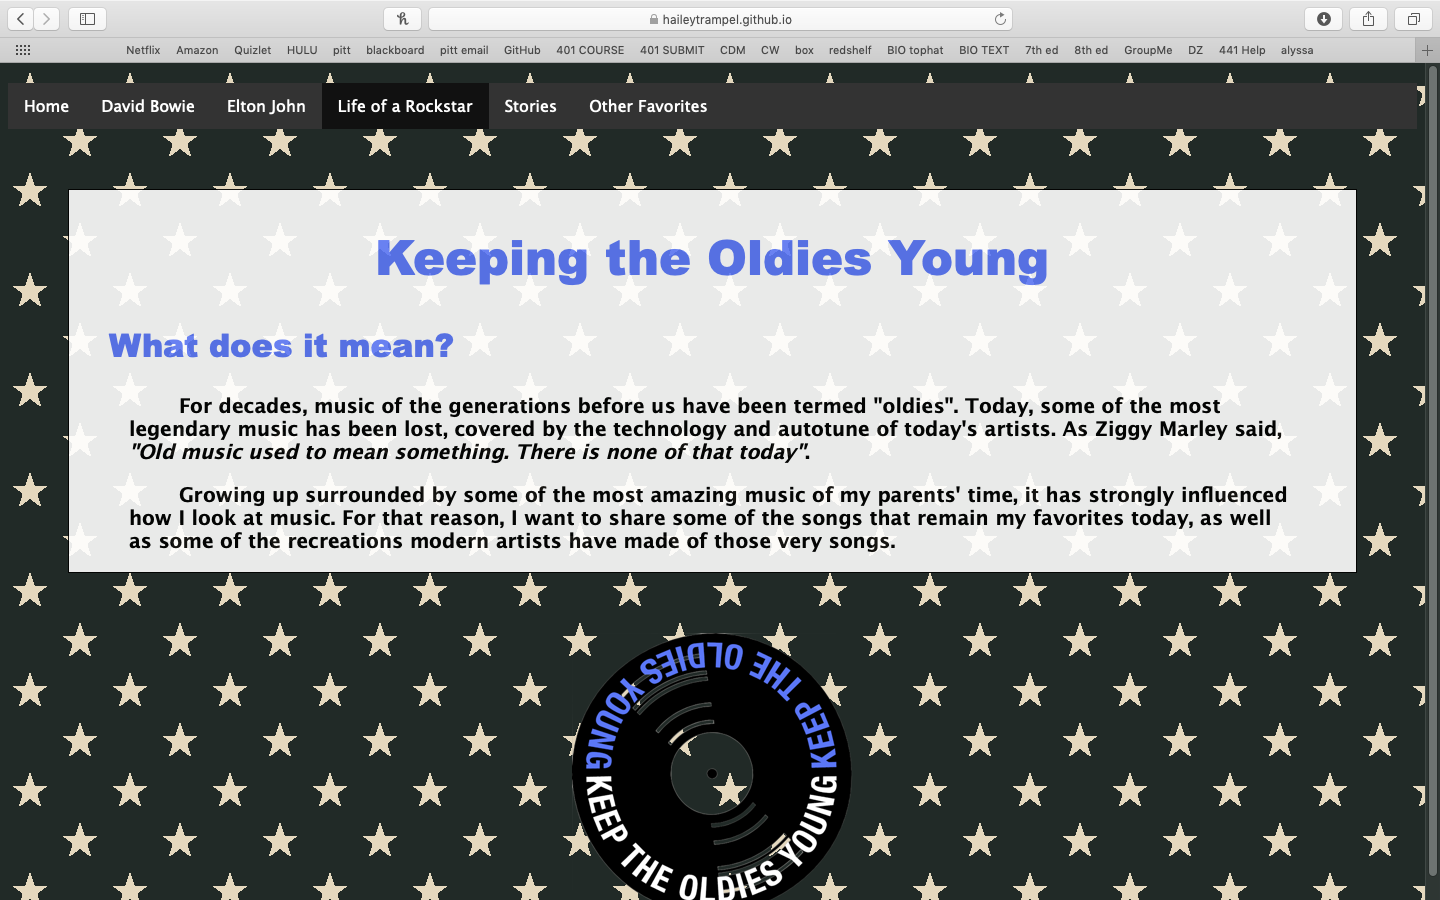 haileytrampel.github.io
Netflix Amazon Quizlet HULU pitt blackboard pitt email GitHub 401 COURSE 401 SUBMIT CDM CW box redshelf BIO tophat BIO TEXT 7th ed 8th ed GroupMe DZ 441 Help alyssa
Home David Bowie Elton John Life of a Rockstar Stories Other Favorites
Keeping the Oldies Young
What does it mean?
For decades, music of the generations before us have been termed "oldies". Today, some of the most
legendary music has been lost, covered by the technology and autotune of today's artists. As Ziggy Marley said,
"Old music used to mean something. There is none of that today".
Growing up surrounded by some of the most amazing music of my parents' time, it has strongly influenced
how I look at music. For that reason, I want to share some of the songs that remain my favorites today, as well
as some of the recreations modern artists have made of those very songs.
KEEP THE OLDIES YOUNG
KEEP THE OLDIES YOUNG